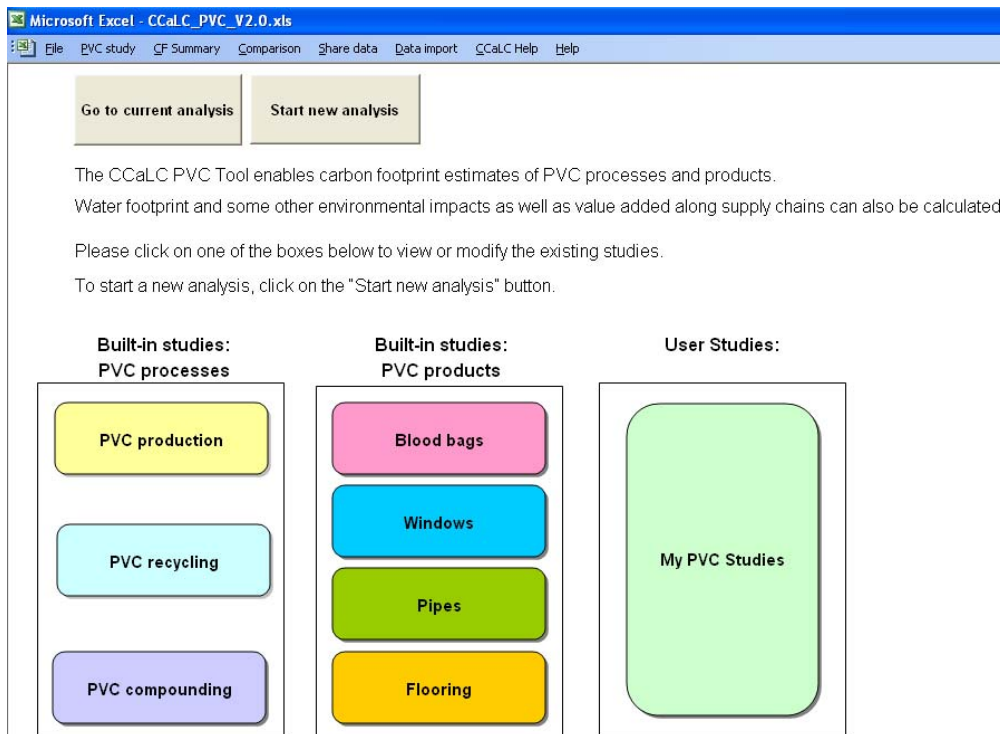 Microsoft Excel - CCaLC_PVC_V2.0.xls
File PVC study CF Summary Comparison Share data Data import CCaLC Help Help
Go to current analysis Start new analysis
The CCaLC PVC Tool enables carbon footprint estimates of PVC processes and products.
Water footprint and some other environmental impacts as well as value added along supply chains can also be calculated
Please click on one of the boxes below to view or modify the existing studies.
To start a new analysis, click on the "Start new analysis" button.
Built-in studies:
PVC processes
PVC production
PVC recycling
PVC compounding
Built-in studies:
PVC products
Blood bags
Windows
Pipes
Flooring
User Studies:
My PVC Studies